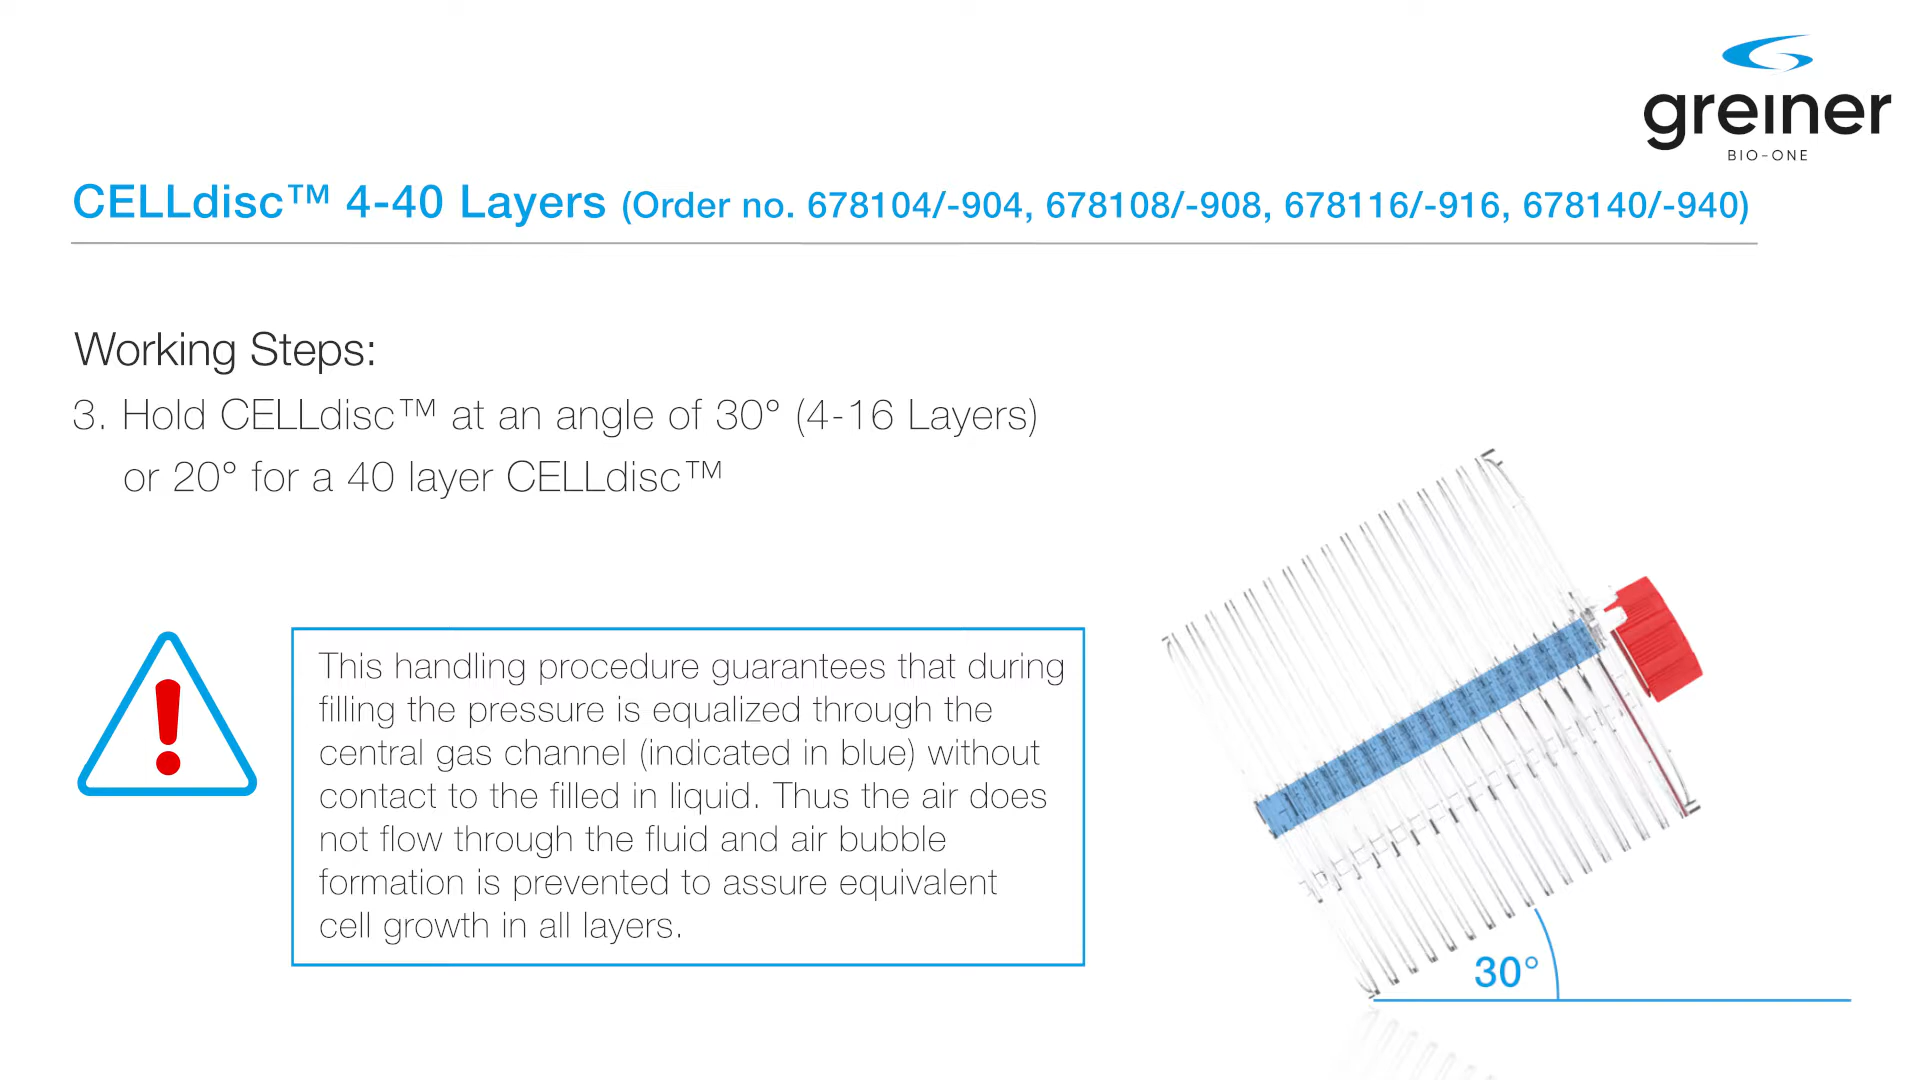 greiner
BIO-ONE
CELLdisc™ 4-40 Layers (Order no. 678104/-904, 678108/-908, 678116/-916, 678140/-940)
Working Steps:
3. Hold CELLdisc™ at an angle of 30° (4-16 Layers)
or 20° for a 40 layer CELLdisc™
This handling procedure guarantees that during
filling the pressure is equalized through the
central gas channel (indicated in blue) without
contact to the filled in liquid. Thus the air does
not flow through the fluid and air bubble
formation is prevented to assure equivalent
cell growth in all layers.
30°